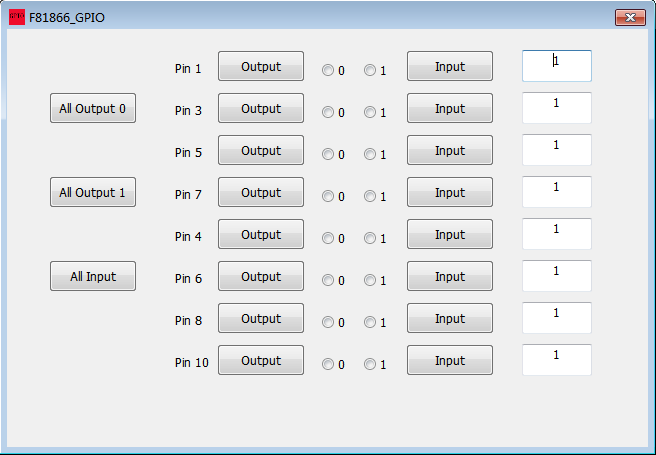 GPIO F81866_GPIO
Pin 1 Output 0 1 Input 1
All Output 0 Pin 3 Output 0 1 Input 1
Pin 5 Output 0 1 Input 1
All Output 1 Pin 7 Output 0 1 Input 1
Pin 4 Output 0 1 Input 1
All Input Pin 6 Output 0 1 Input 1
Pin 8 Output 0 1 Input 1
Pin 10 Output 0 1 Input 1